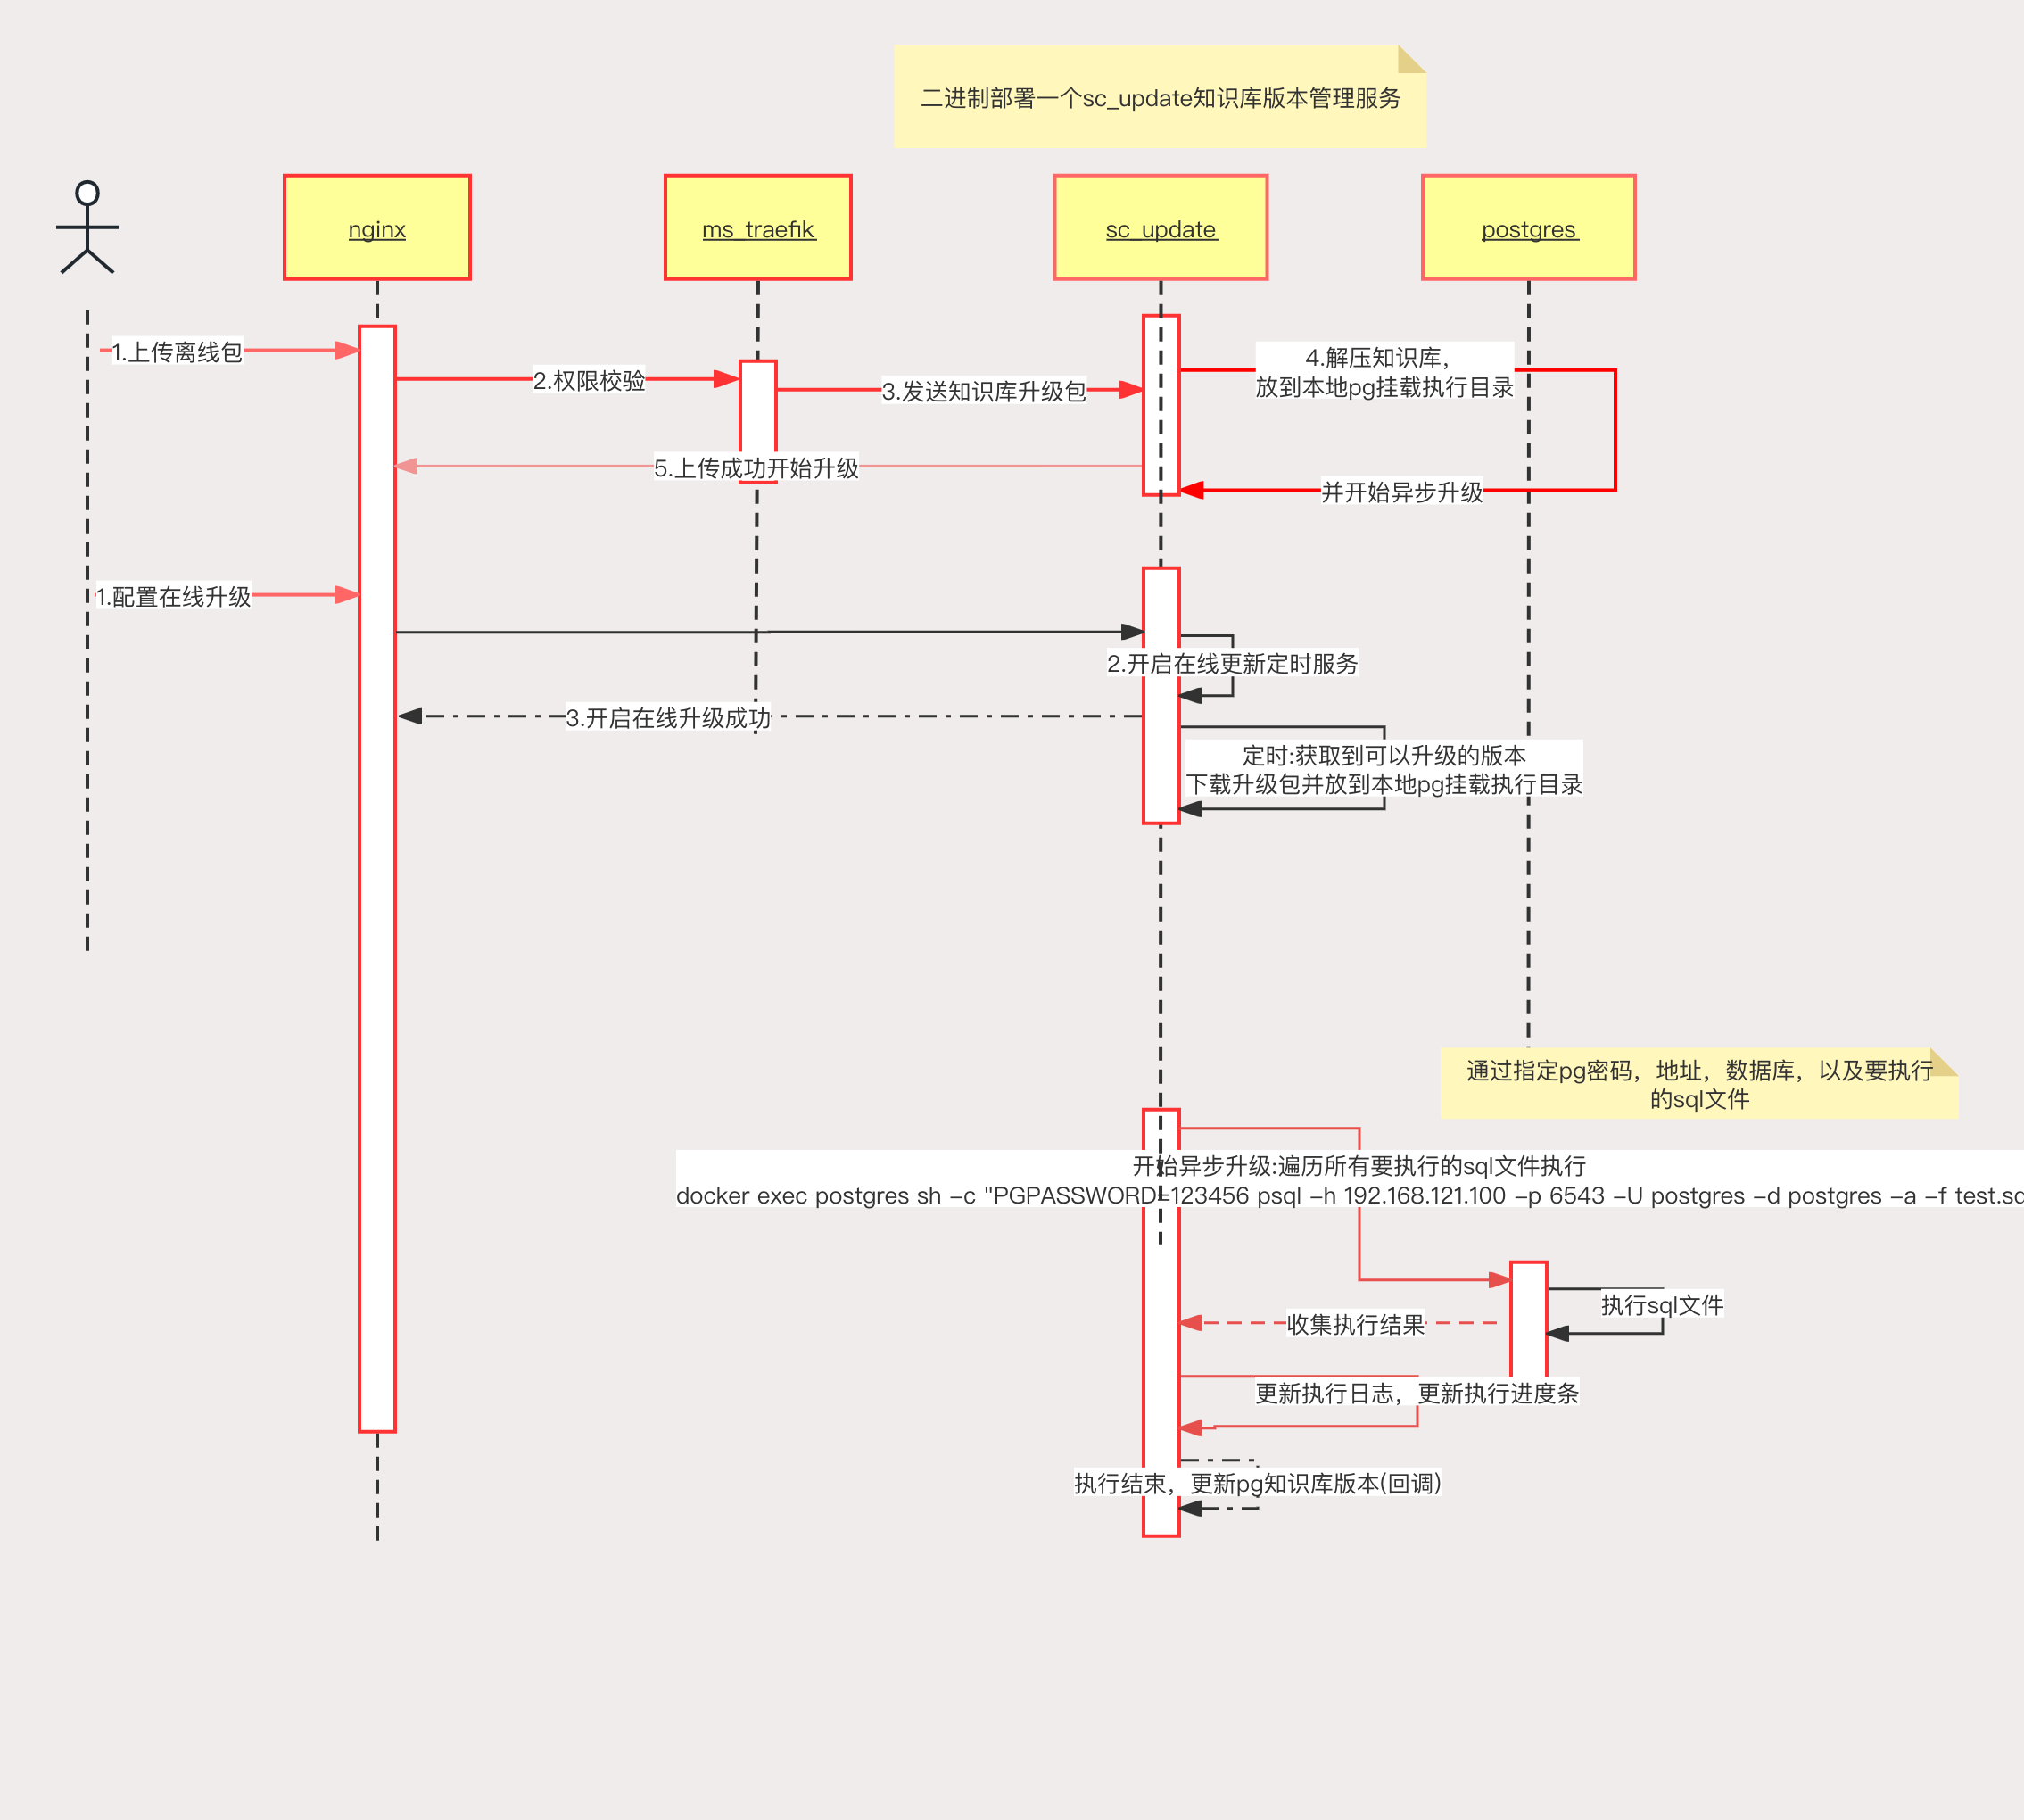 二进制部署一个sc_update知识库版本管理服务
nginx
ms_traefik
sc_update
postgres
1.上传离线包
2.权限校验
3.发送知识库升级包
4.解压知识库，
放到本地pg挂载执行目录
5.上传成功开始升级
并开始异步升级
1.配置在线升级
2.开启在线更新定时服务
3.开启在线升级成功
定时:获取到可以升级的版本
下载升级包并放到本地pg挂载执行目录
通过指定pg密码，地址，数据库，以及要执行
的sql文件
开始异步升级:遍历所有要执行的sql文件执行
docker exec postgres sh -c "PGPASSWORD=123456 psql -h 192.168.121.100 -p 6543 -U postgres -d postgres -a -f
执行sql文件
收集执行结果
更新执行日志，更新执行进度条
执行结束，更新pg知识库版本(回调)